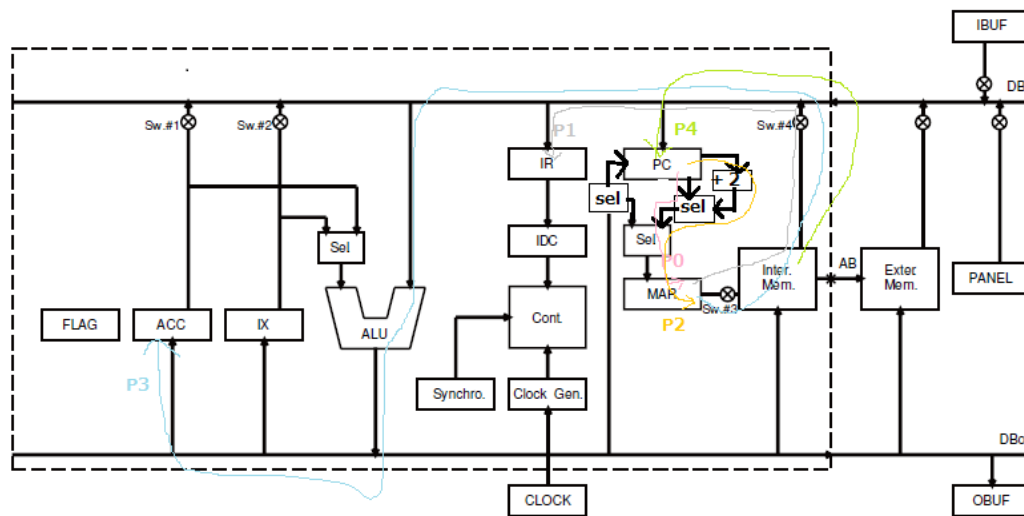 IBUF
DB
Sw.#1
Sw.#2
P1
P4
Sw.#4
IR
PC
+ 2
sel
sel
Sel
IDC
Sel
P0
AB
Inter.
Mem.
Exter.
Mem.
PANEL
MAR
Sw.#3
P2
FLAG
ACC
IX
ALU
Cont.
P3
Synchro.
Clock Gen.
DBo
CLOCK
OBUF